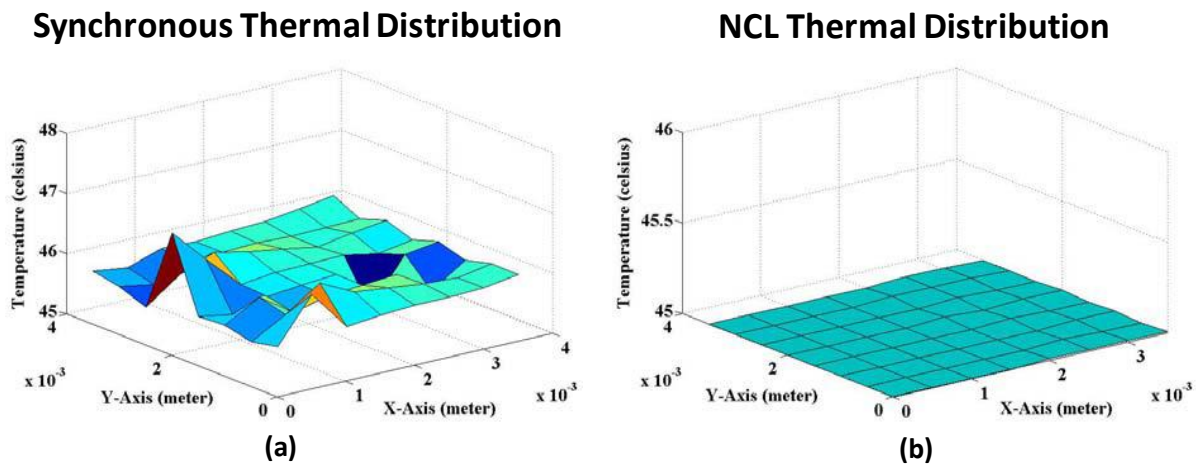 Synchronous Thermal Distribution
NCL Thermal Distribution
Temperature (celsius)
48
47
46
45
4
2
0
x 10⁻³
Y-Axis (meter)
0
1
2
3
4
x 10⁻³
X-Axis (meter)
(a)
Temperature (celsius)
46
45.5
45
4
2
0
x 10⁻³
Y-Axis (meter)
0
1
2
3
x 10⁻³
X-Axis (meter)
(b)